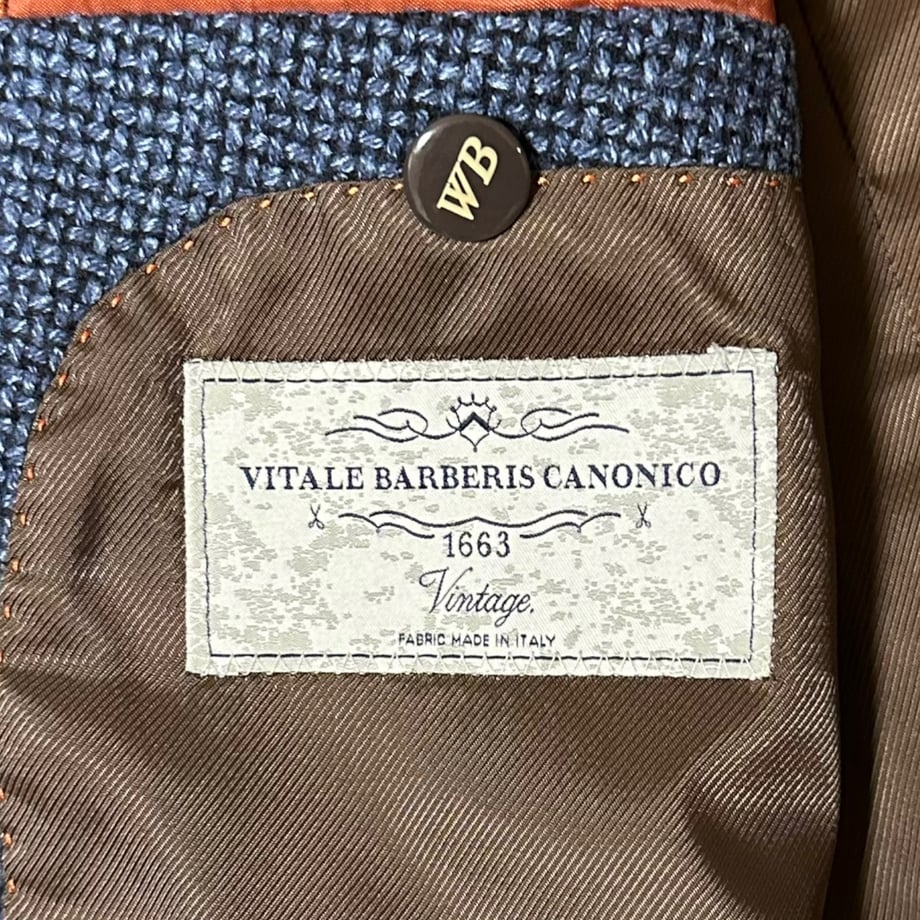 WB
VITALE BARBERIS CANONICO
1663
Vintage.
FABRIC MADE IN ITALY